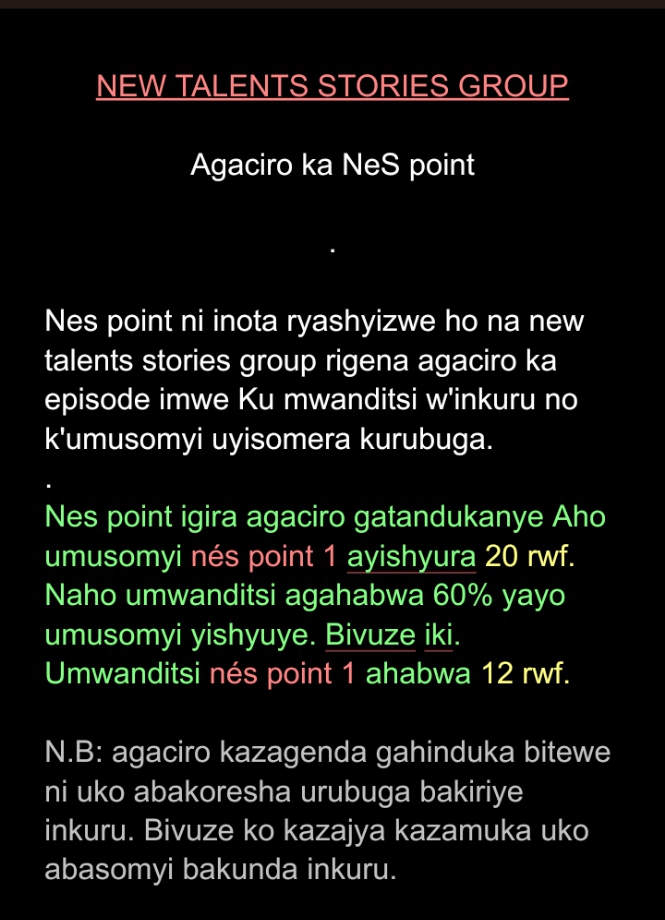 NEW TALENTS STORIES GROUP
Agaciro ka NeS point
.
Nes point ni inota ryashyizwe ho na new
talents stories group rigena agaciro ka
episode imwe Ku mwanditsi w'inkuru no
k'umusomyi uyisomera kurubuga.
.
Nes point igira agaciro gatandukanye Aho
umusomyi nés point 1 ayishyura 20 rwf.
Naho umwanditsi agahabwa 60% yayo
umusomyi yishyuye. Bivuze iki.
Umwanditsi nés point 1 ahabwa 12 rwf.
N.B: agaciro kazagenda gahinduka bitewe
ni uko abakoresha urubuga bakiriye
inkuru. Bivuze ko kazajya kazamuka uko
abasomyi bakunda inkuru.